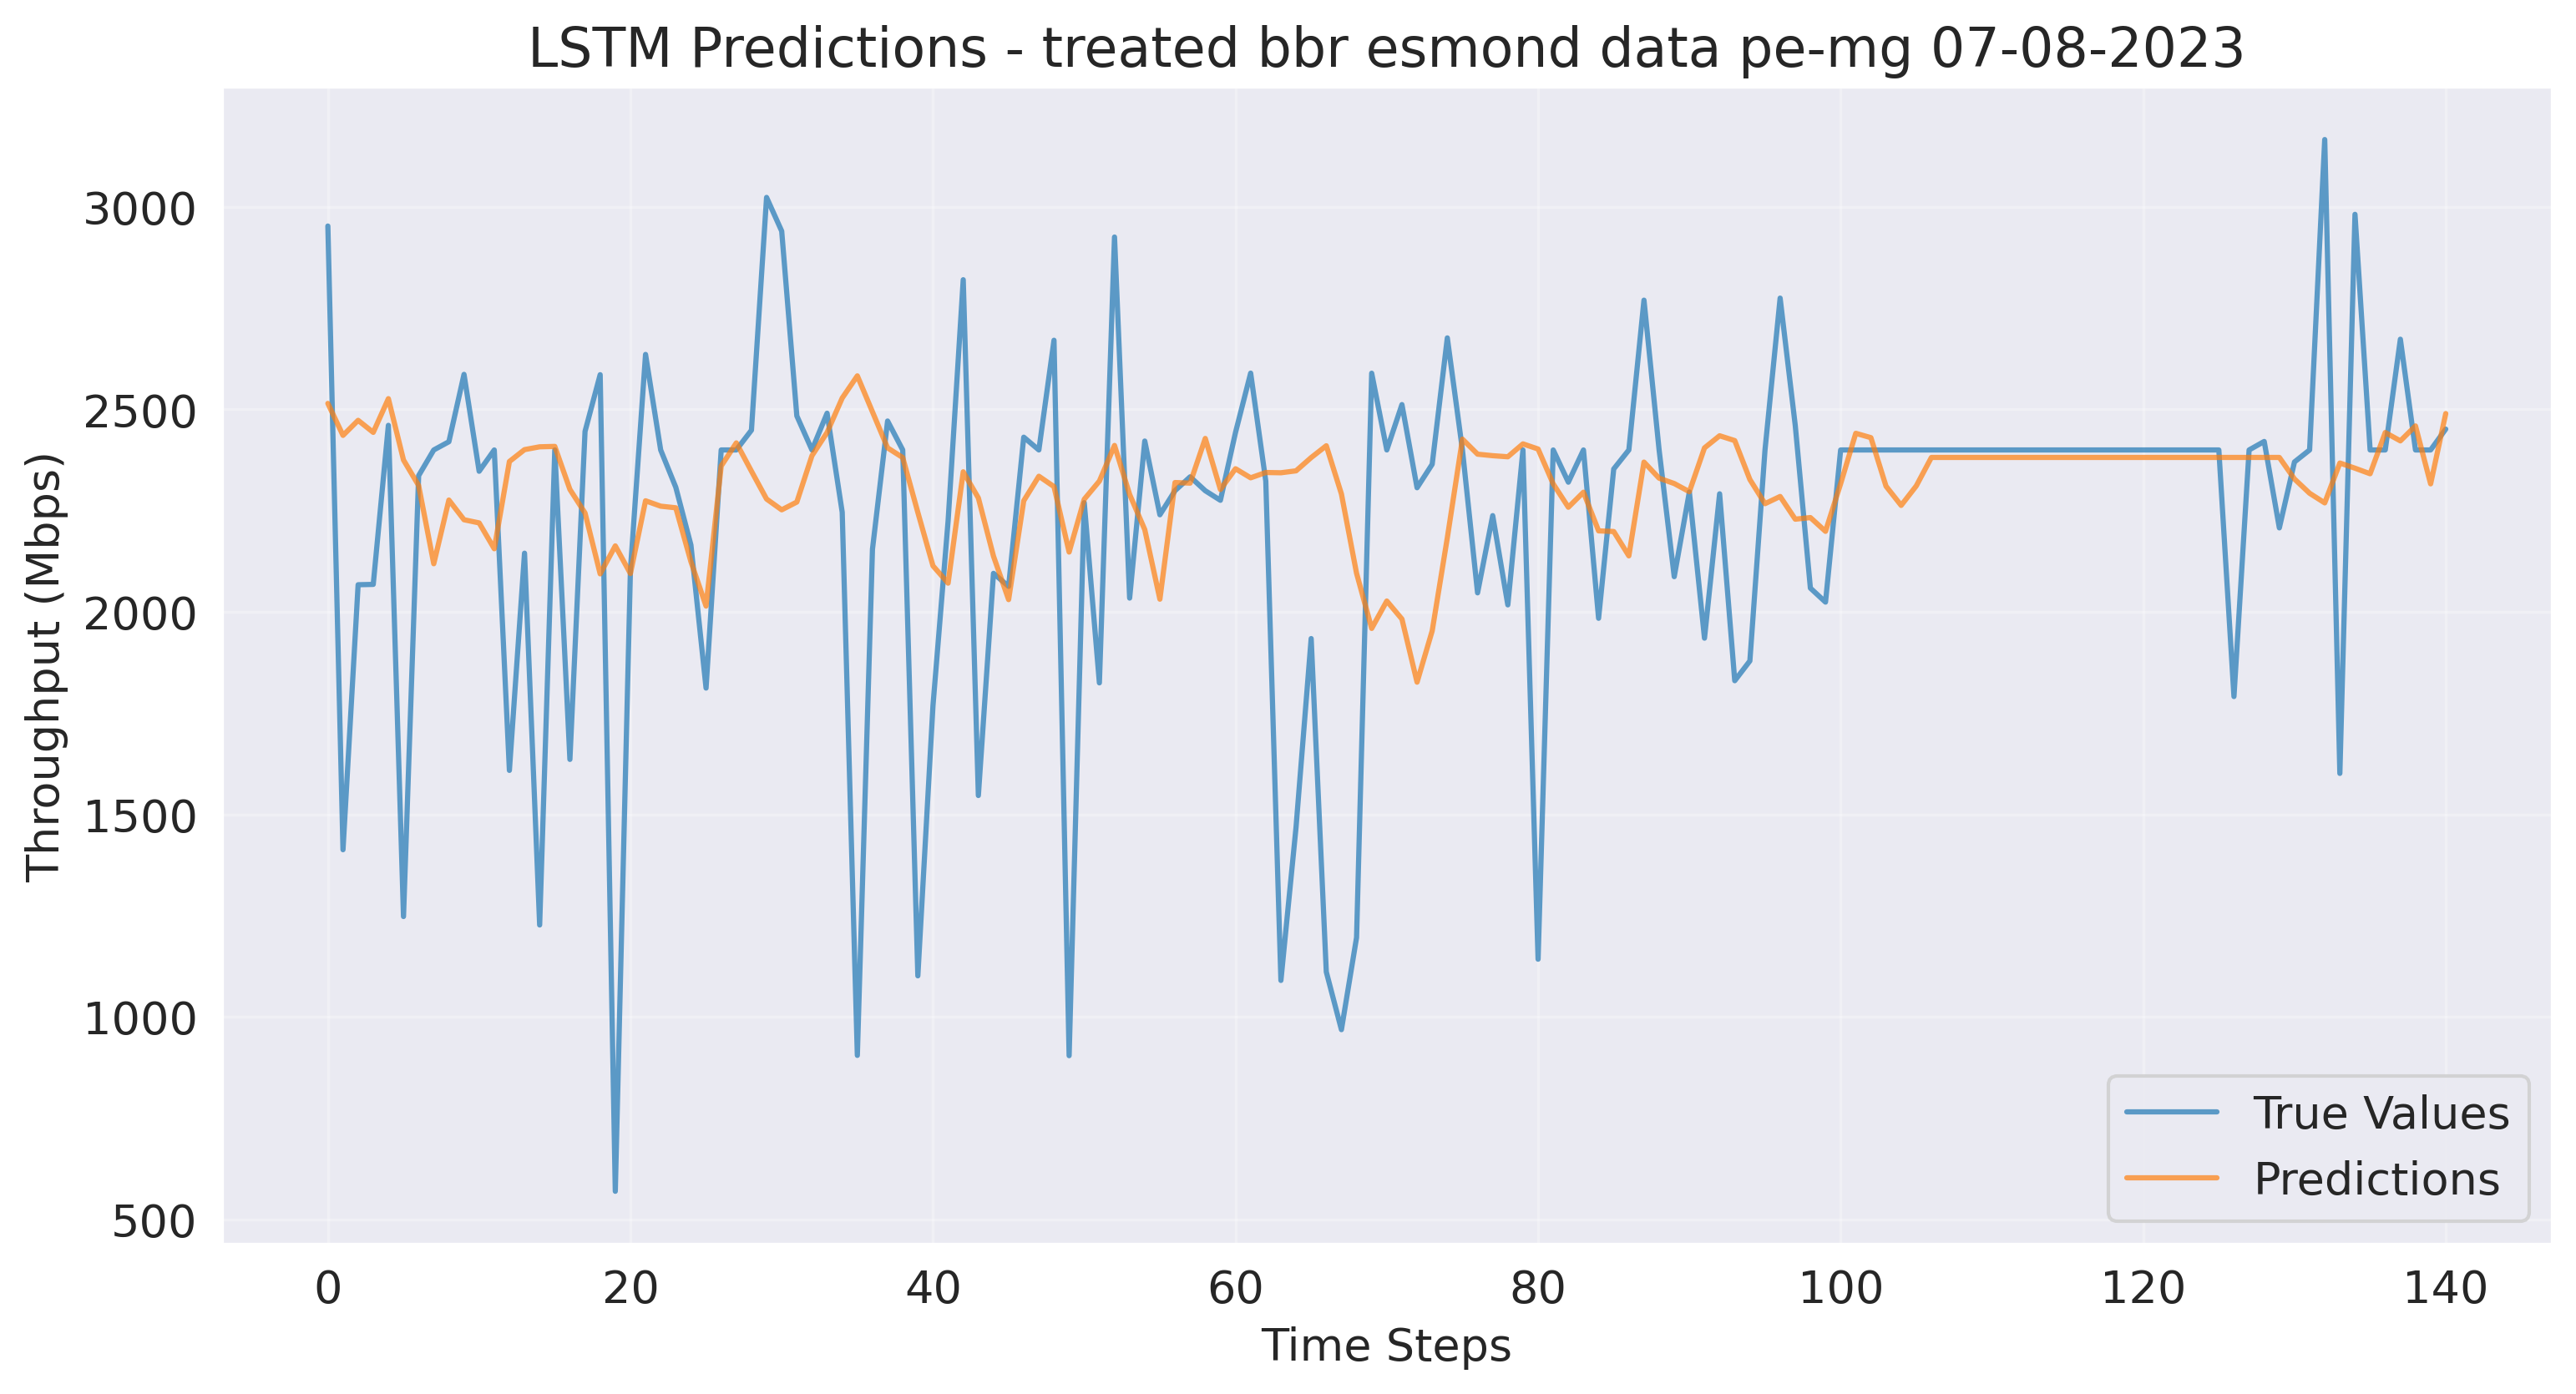 LSTM Predictions - treated bbr esmond data pe-mg 07-08-2023
Throughput (Mbps)
3000
2500
2000
1500
1000
500
0 20 40 60 80 100 120 140
Time Steps
True Values
Predictions